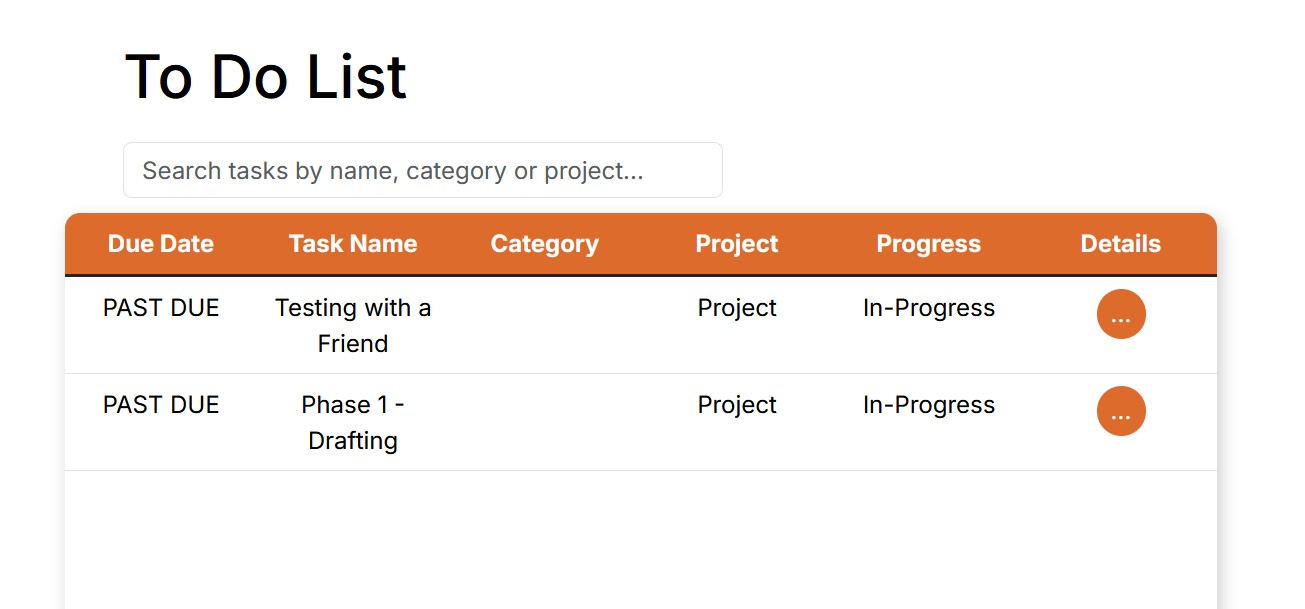 To Do List
Search tasks by name, category or project...
Due Date Task Name Category Project Progress Details
PAST DUE Testing with a Project In-Progress ...
Friend
PAST DUE Phase 1 - Project In-Progress ...
Drafting